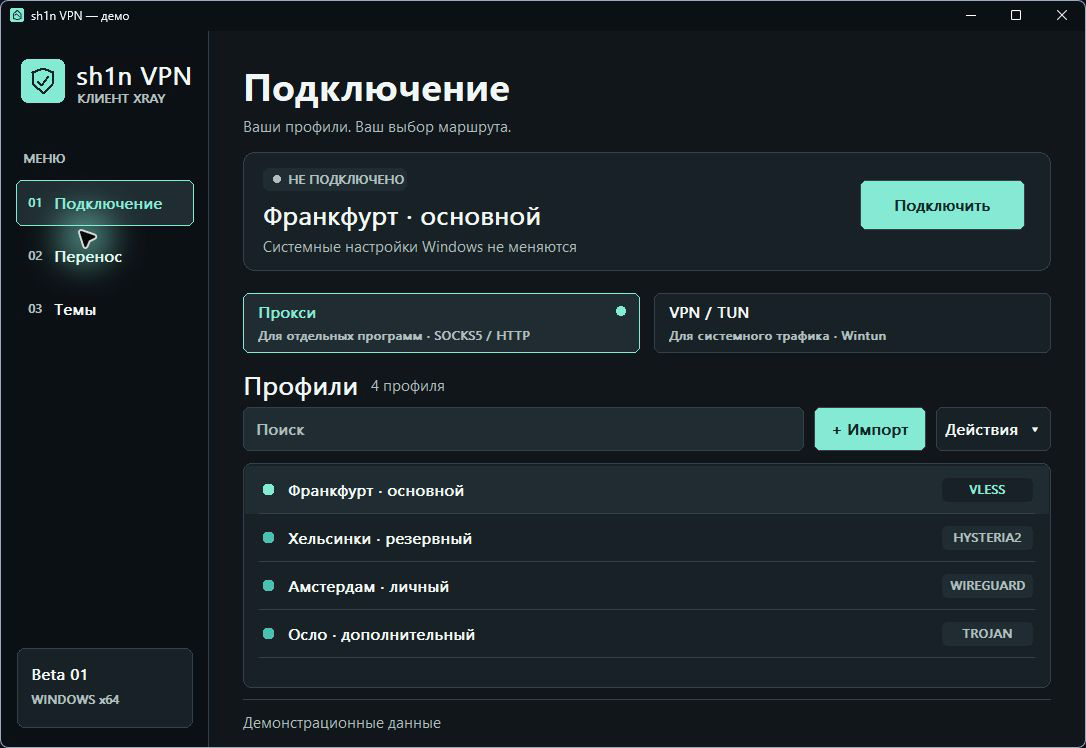 sh1n VPN — демо
sh1n VPN
КЛИЕНТ XRAY
МЕНЮ
01 Подключение
02 Перенос
03 Темы
Beta 01
WINDOWS x64
Подключение
Ваши профили. Ваш выбор маршрута.
НЕ ПОДКЛЮЧЕНО
Франкфурт · основной
Системные настройки Windows не меняются
Подключить
Прокси
Для отдельных программ · SOCKS5 / HTTP
VPN / TUN
Для системного трафика · Wintun
Профили 4 профиля
Поиск
+ Импорт
Действия ▾
Франкфурт · основной VLESS
Хельсинки · резервный HYSTERIA2
Амстердам · личный WIREGUARD
Осло · дополнительный TROJAN
Демонстрационные данные